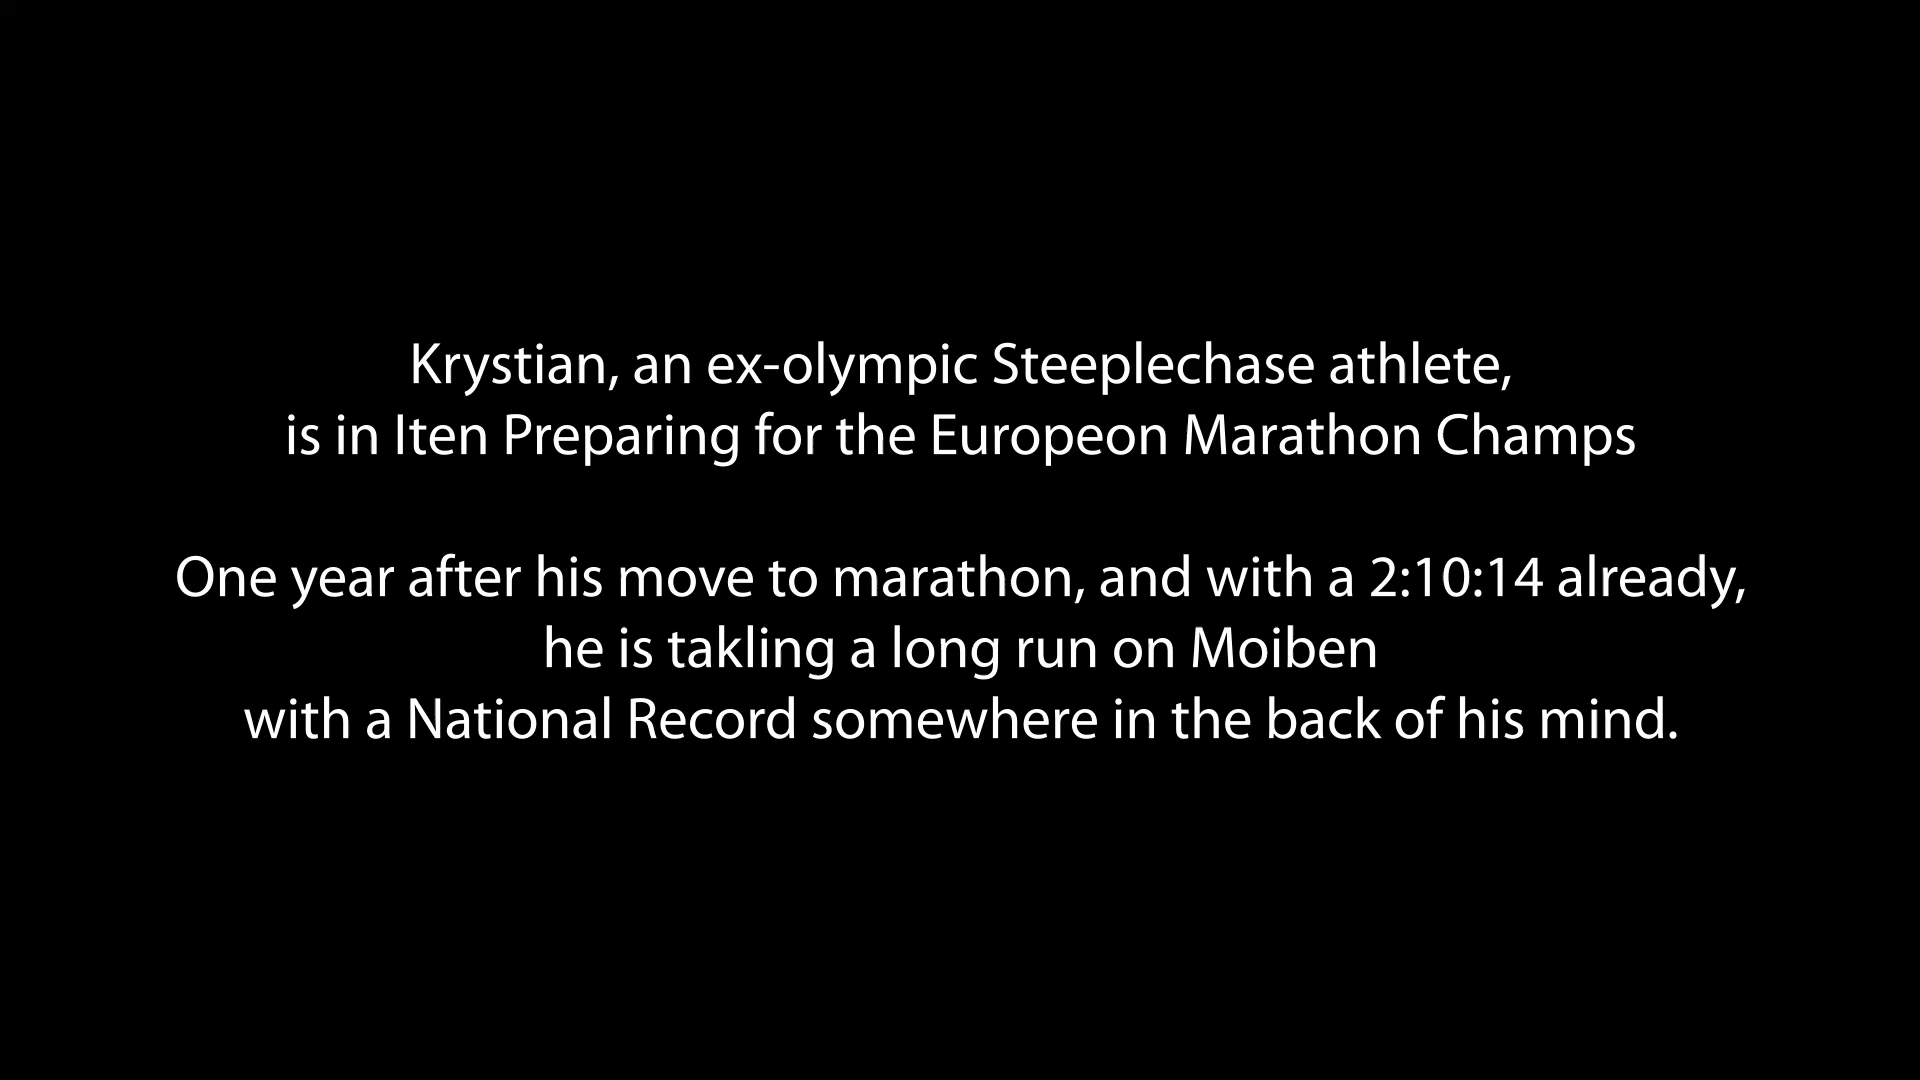 Krystian, an ex-olympic Steeplechase athlete,
is in Iten Preparing for the Europeon Marathon Champs
One year after his move to marathon, and with a 2:10:14 already,
he is takling a long run on Moiben
with a National Record somewhere in the back of his mind.